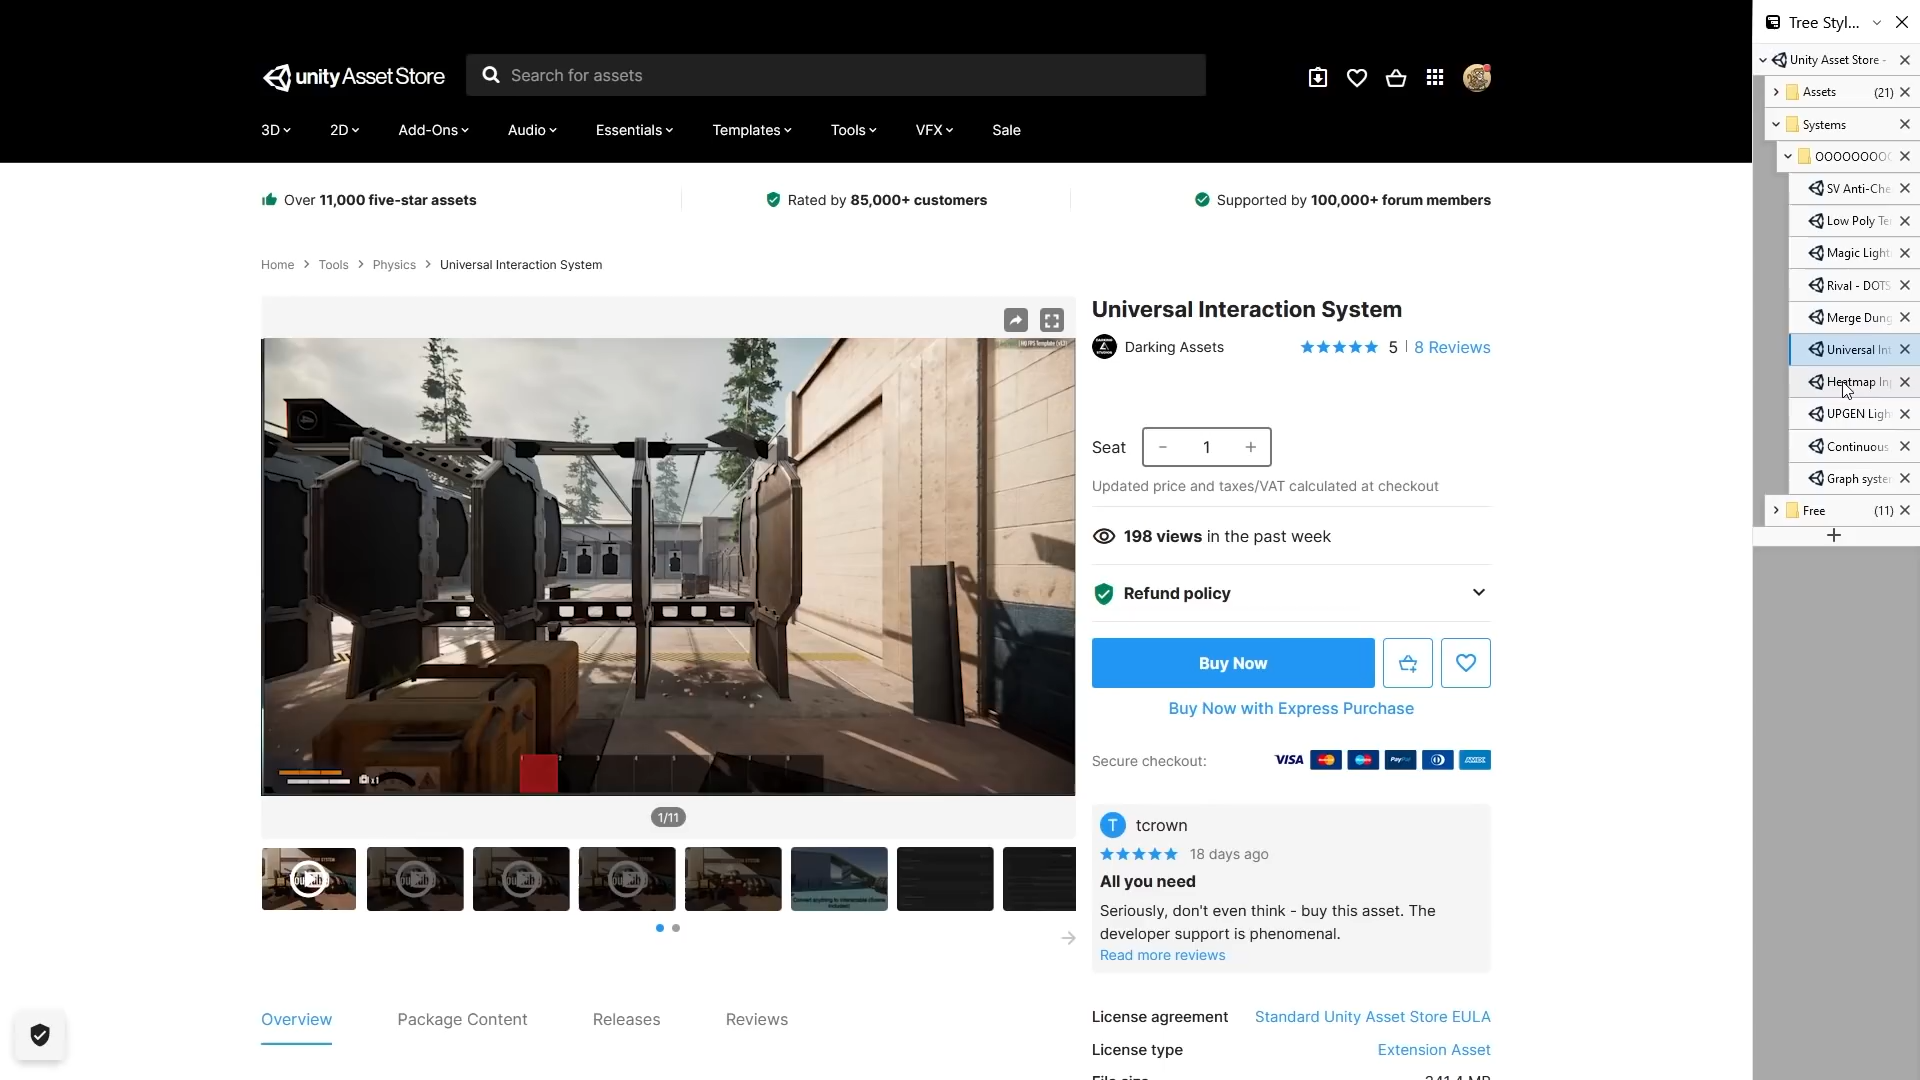 unity Asset Store
Search for assets
3D
2D
Add-Ons
Audio
Essentials
Templates
Tools
VFX
Sale
Over 11,000 five-star assets
Rated by 85,000+ customers
Supported by 100,000+ forum members
Home > Tools > Physics > Universal Interaction System
1/11
Overview
Package Content
Releases
Reviews
Universal Interaction System
Darking Assets
5 | 8 Reviews
Seat
- 1 +
Updated price and taxes/VAT calculated at checkout
198 views in the past week
Refund policy
Buy Now
Buy Now with Express Purchase
Secure checkout:
VISA
PayPal
AMEX
T tcrown
18 days ago
All you need
Seriously, don't even think - buy this asset. The
developer support is phenomenal.
Read more reviews
License agreement Standard Unity Asset Store EULA
License type Extension Asset
Tree Styl...
Unity Asset Store -
Assets (21)
Systems
OOOOOOOO
SV Anti-Che
Low Poly Te
Magic Light
Rival - DOTS
Merge Dung
Universal Int
Heatmap In
UPGEN Ligh
Continuous
Graph syste
Free (11)